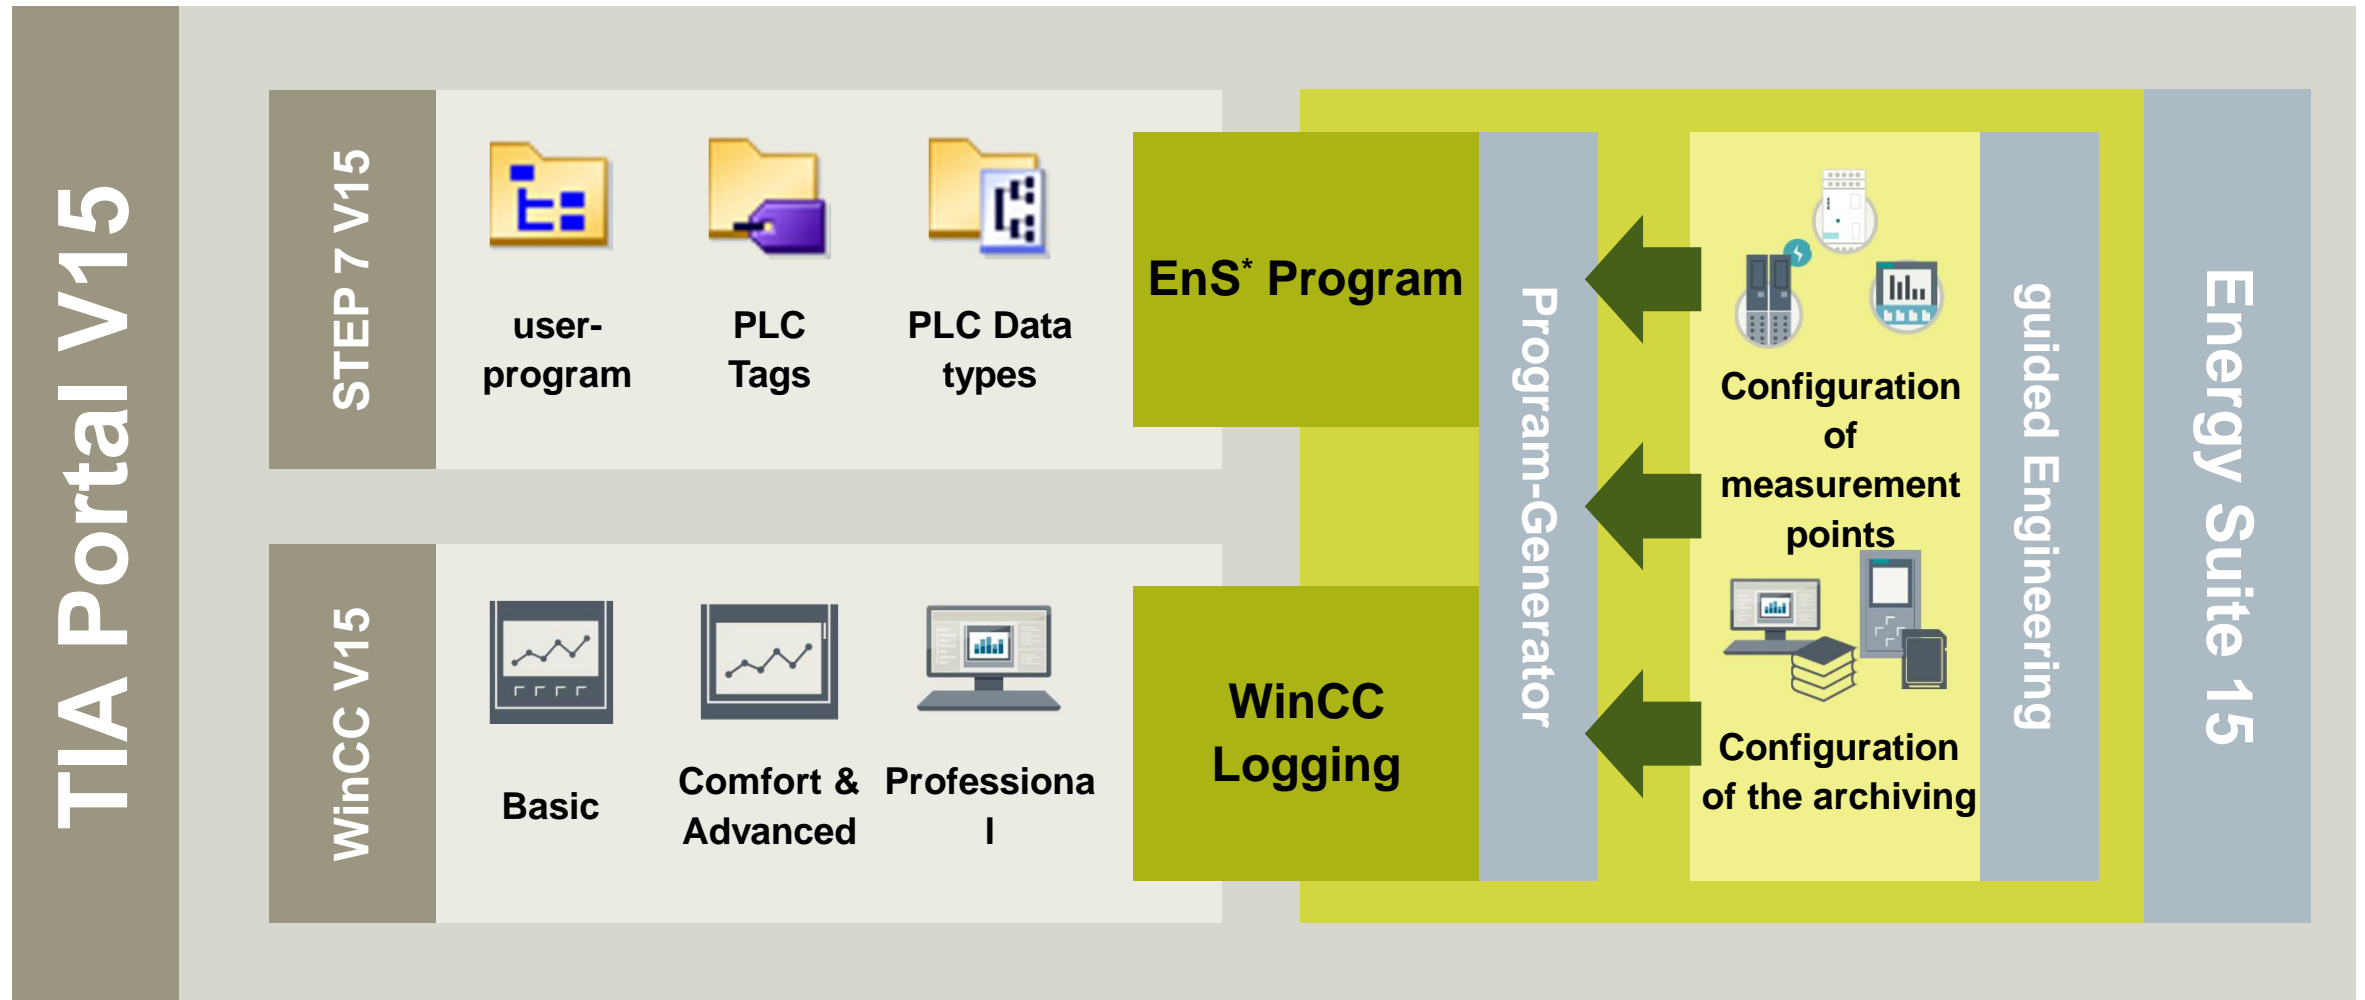 TIA Portal V15
STEP 7 V15
user-
program
PLC
Tags
PLC Data
types
EnS* Program
WinCC V15
Basic
Comfort &
Advanced
Professiona
l
WinCC
Logging
Program-Generator
Configuration
of
measurement
points
Configuration
of the archiving
guided Engineering
Energy Suite 15